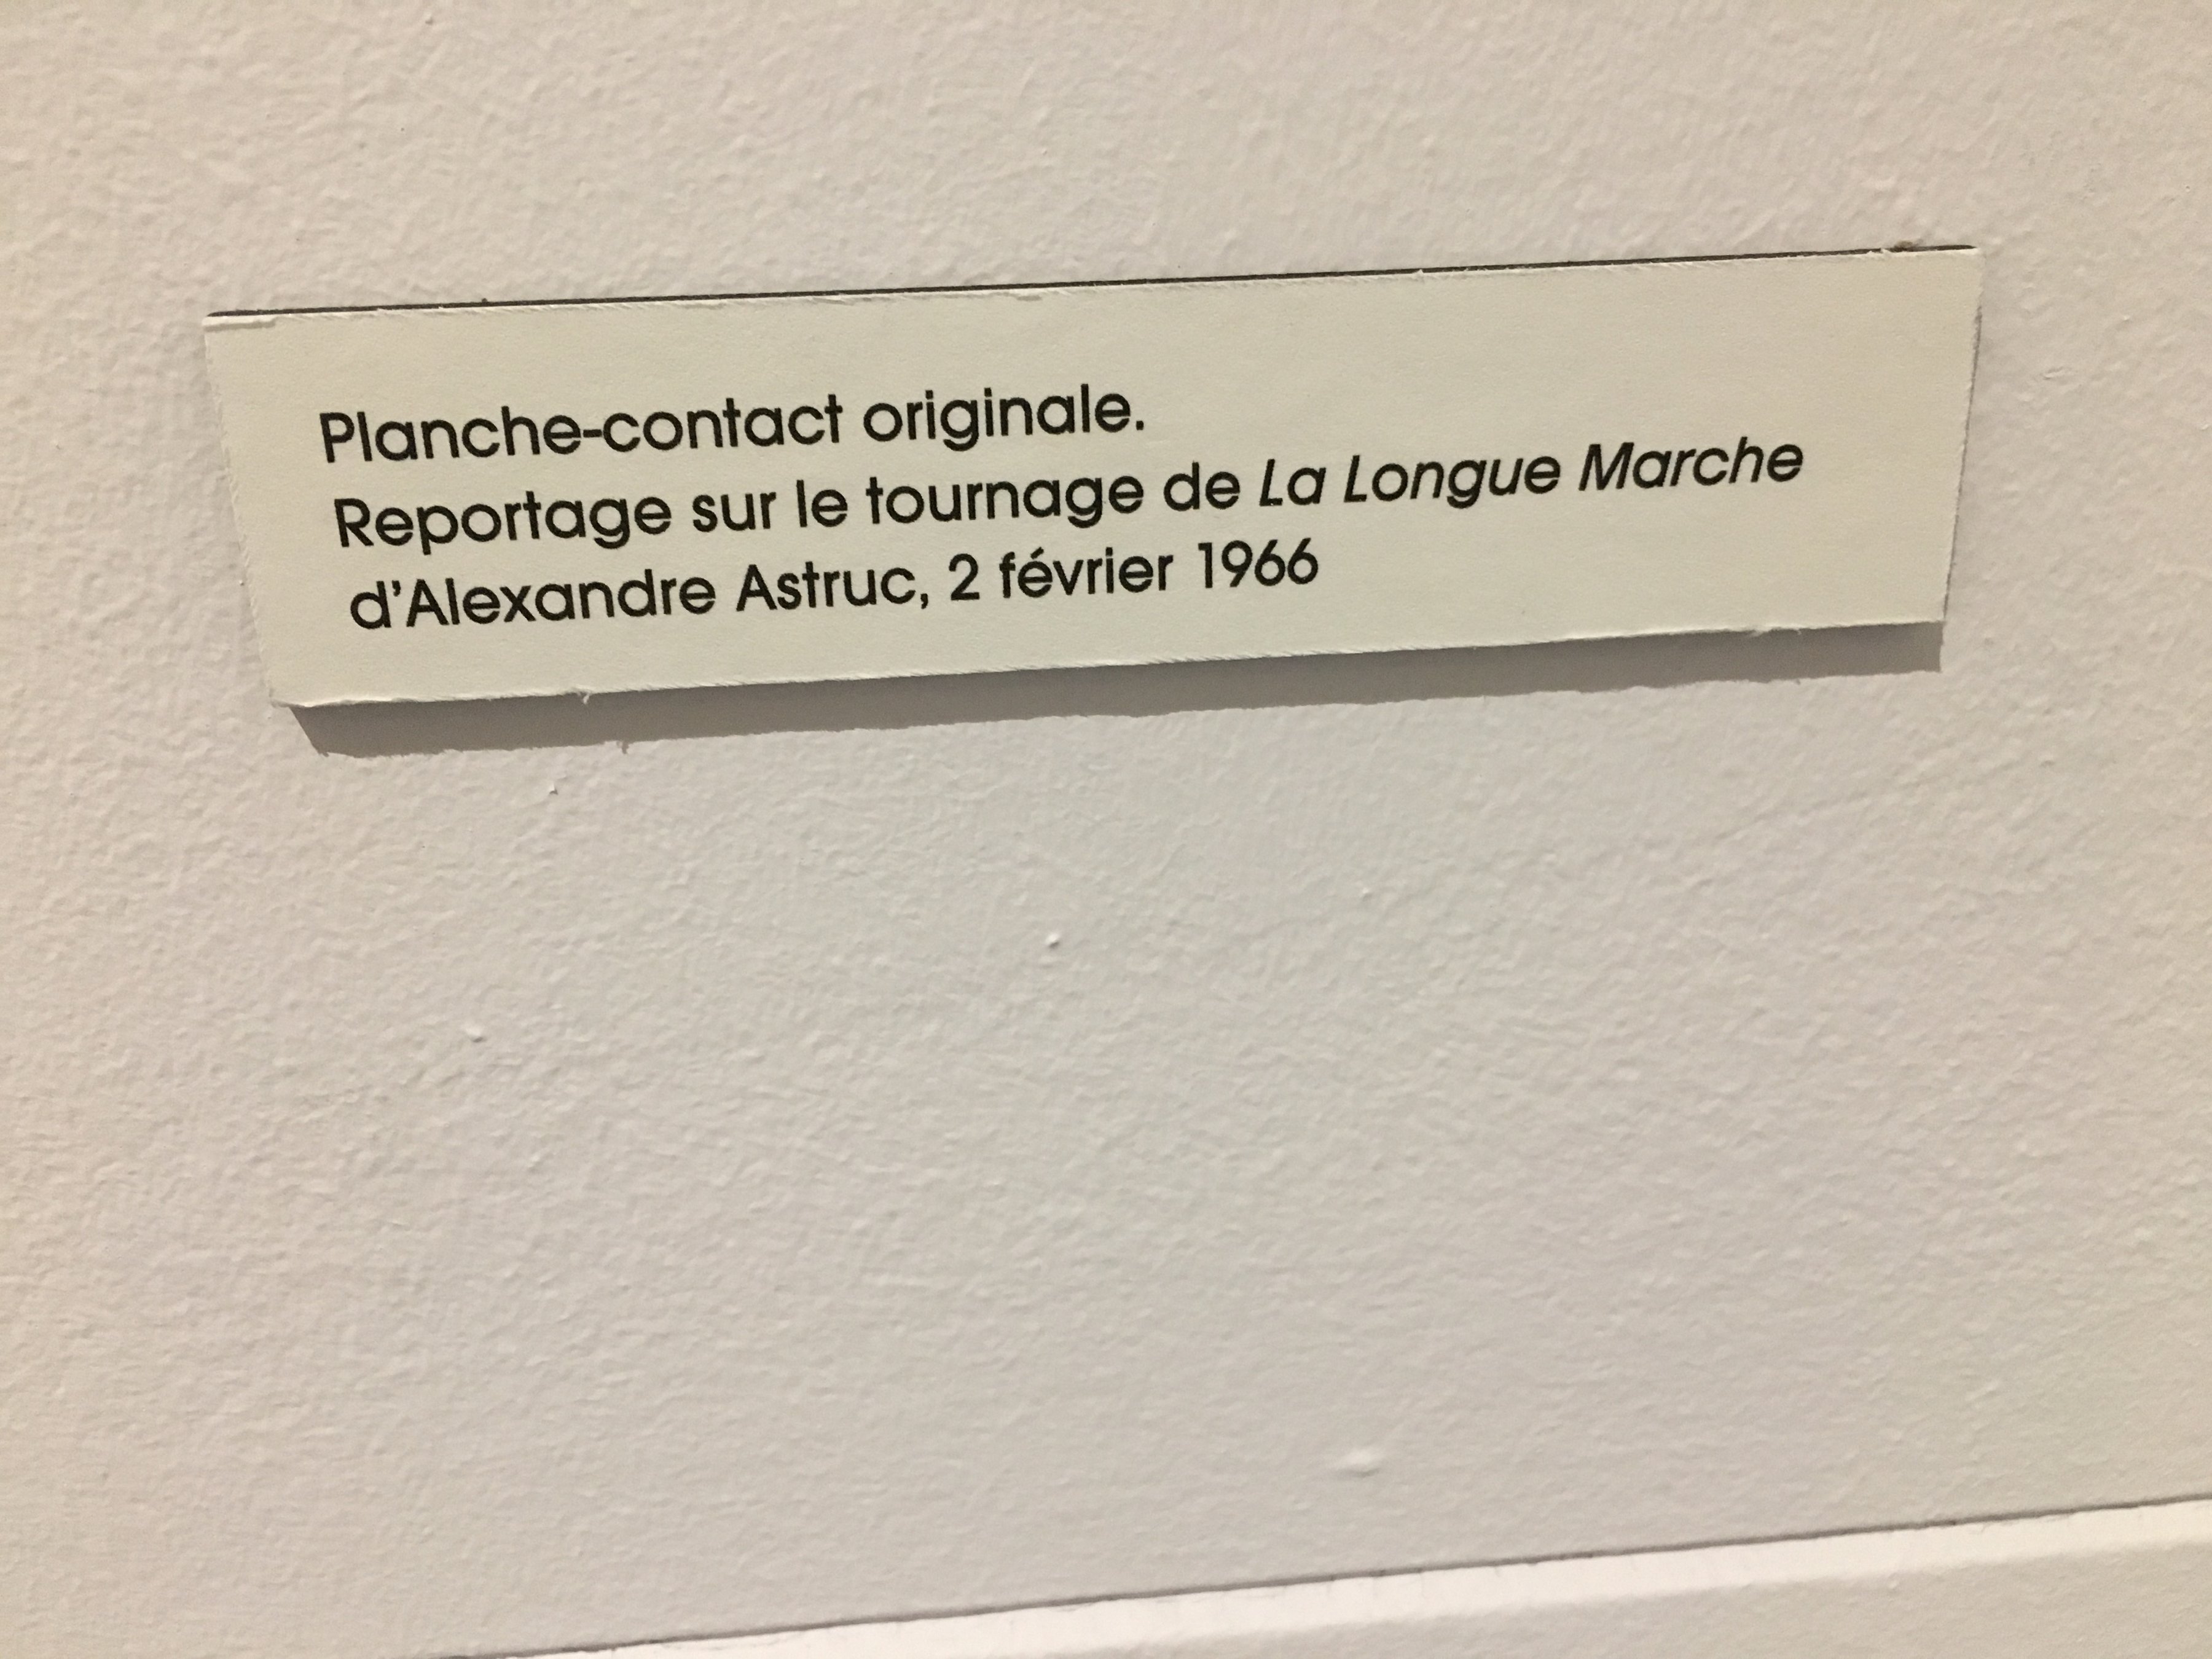 Planche-contact originale.
Reportage sur le tournage de La Longue Marche
d’Alexandre Astruc, 2 février 1966